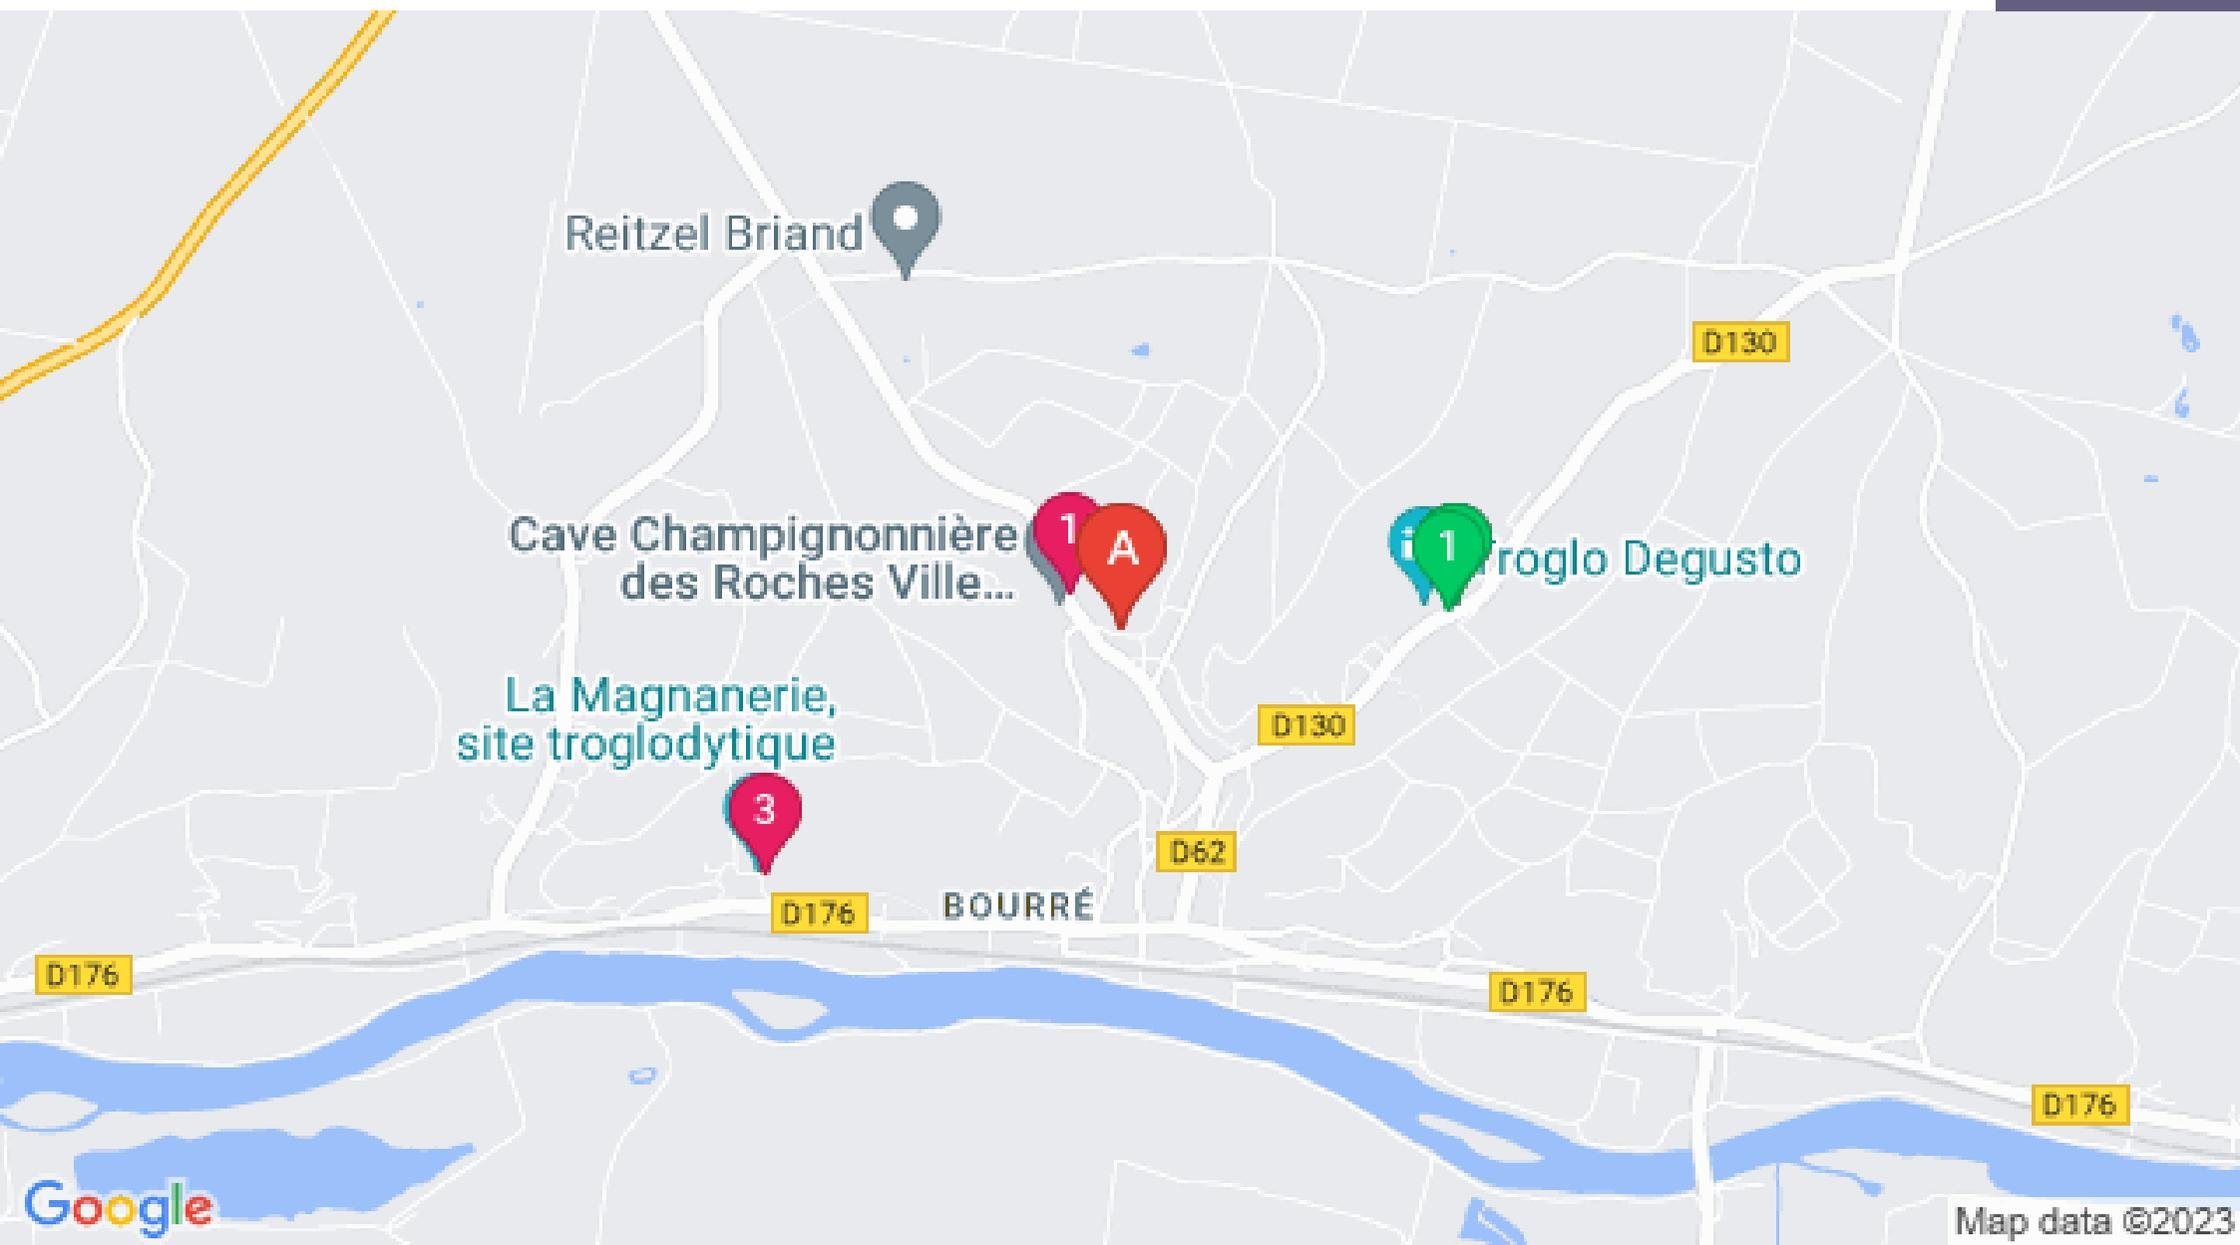 Reitzel Briand
D130
Cave Champignonnière
des Roches Ville...
1
A
i
1
roglo Degusto
La Magnanerie,
site troglodytique
D130
3
D62
D176
BOURRÉ
D176
D176
D176
Google
Map data ©2023